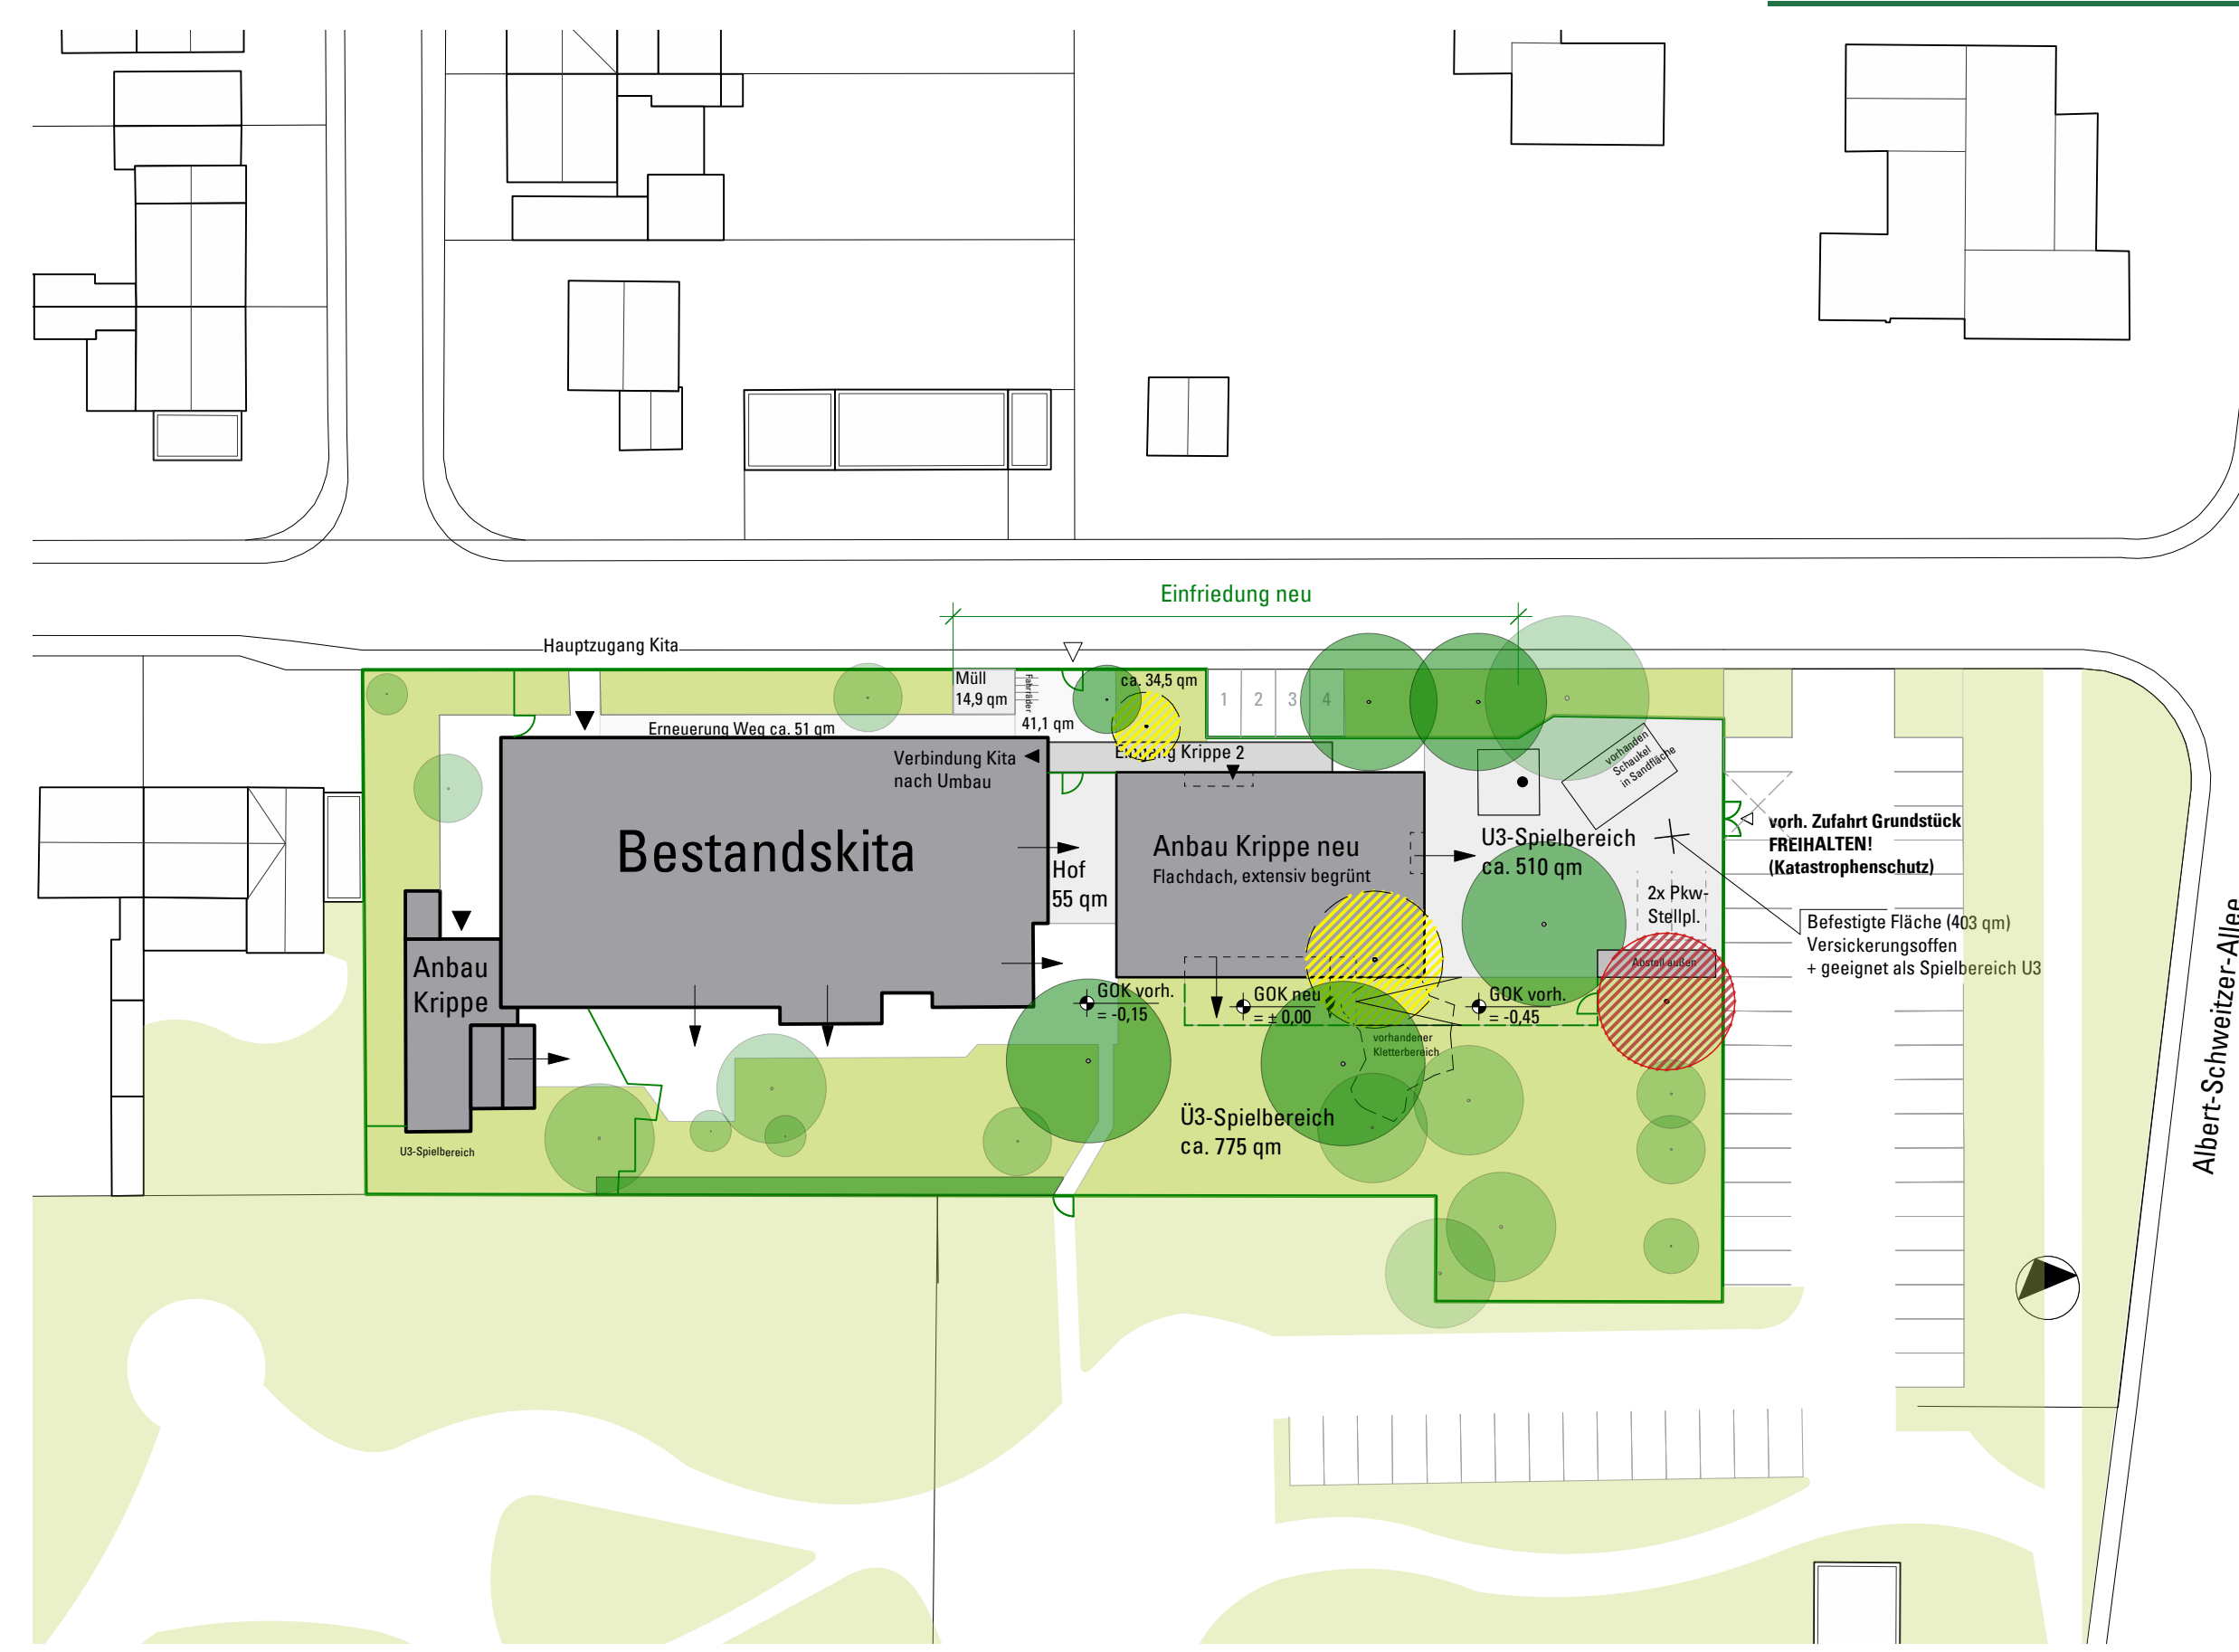 Einfriedung neu
Hauptzugang Kita
Müll
14,9 qm
Fahrräder
41,1 qm
ca. 34,5 qm
1 2 3 4
Erneuerung Weg ca. 51 qm
Verbindung Kita
nach Umbau
Eingang Krippe 2
vorhanden
Schaukel
in Sandfläche
Bestandskita
Anbau Krippe neu
Flachdach, extensiv begrünt
Hof
55 qm
U3-Spielbereich
ca. 510 qm
vorh. Zufahrt Grundstück
FREIHALTEN!
(Katastrophenschutz)
2x Pkw-
Stellpl.
Befestigte Fläche (403 qm)
Versickerungsoffen
+ geeignet als Spielbereich U3
Abstell außen
Anbau
Krippe
GOK vorh.
= -0,15
GOK neu
= ± 0,00
GOK vorh.
= -0,45
vorhandener
Kletterbereich
Ü3-Spielbereich
ca. 775 qm
U3-Spielbereich
Albert-Schweitzer-Allee